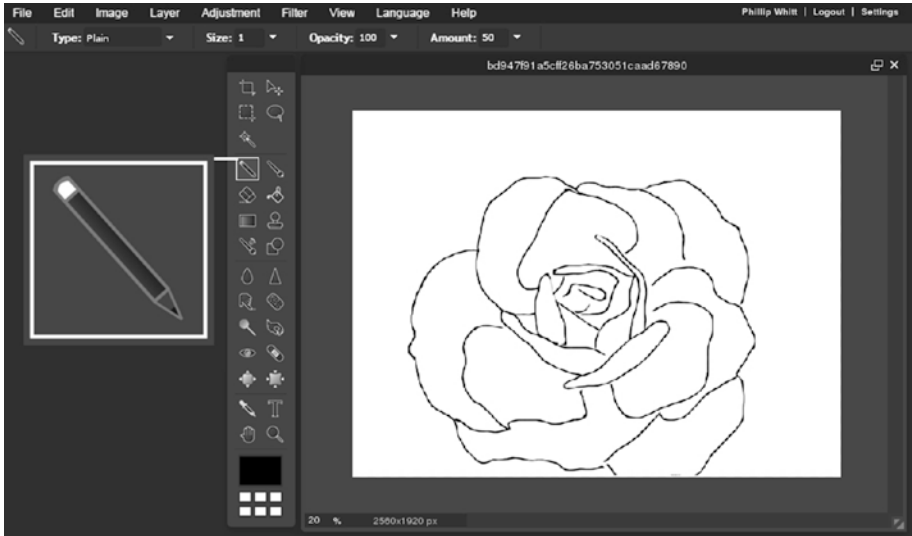 File Edit Image Layer Adjustment Filter View Language Help Phillip Whitt | Logout | Settings
Type: Plain Size: 1 Opacity: 100 Amount: 50
bd947f91a5cff26ba753051caad67890
20 % 2560x1920 px